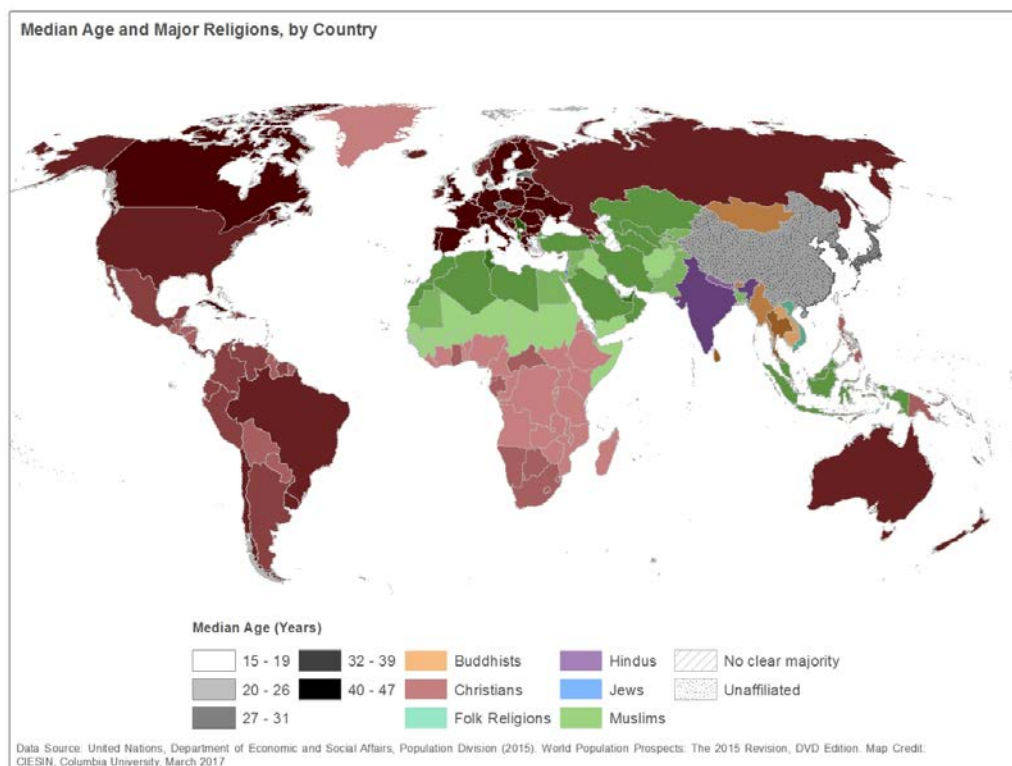 Median Age and Major Religions, by Country
Median Age (Years)
15 - 19
20 - 26
27 - 31
32 - 39
40 - 47
Buddhists
Christians
Folk Religions
Hindus
Jews
Muslims
No clear majority
Unaffiliated
Data Source: United Nations, Department of Economic and Social Affairs, Population Division (2015). World Population Prospects: The 2015 Revision, DVD Edition. Map Credit:
CIESIN, Columbia University, March 2017